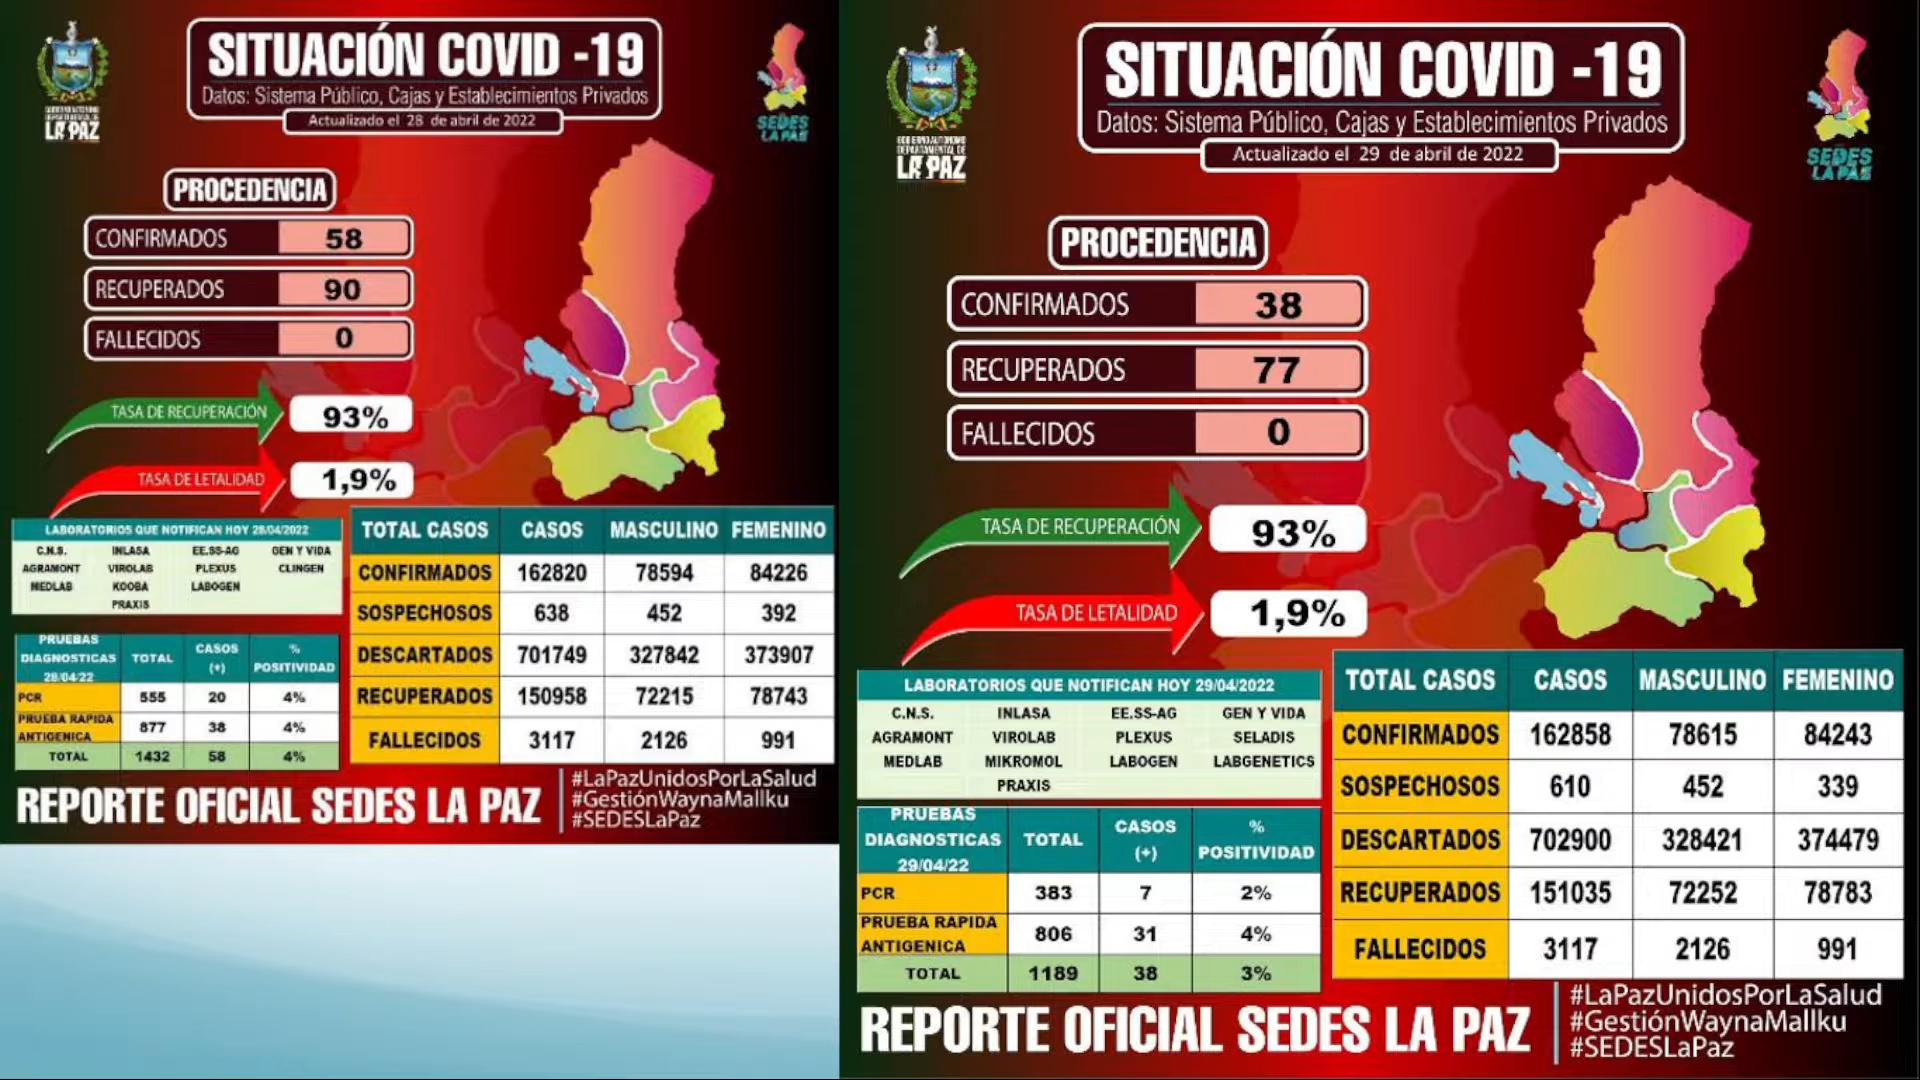 GOBIERNO AUTÓNOMO
DEPARTAMENTAL DE
LA PAZ
SITUACIÓN COVID -19
Datos: Sistema Público, Cajas y Establecimientos Privados
Actualizado el 28 de abril de 2022
SEDES
LA PAZ
PROCEDENCIA
CONFIRMADOS 58
RECUPERADOS 90
FALLECIDOS 0
TASA DE RECUPERACIÓN 93%
TASA DE LETALIDAD 1,9%
LABORATORIOS QUE NOTIFICAN HOY 28/04/2022
C.N.S. INLASA EE.SS-AG GEN Y VIDA
AGRAMONT VIROLAB PLEXUS CLINGEN
MEDLAB KOOBA LABOGEN
PRAXIS
PRUEBAS DIAGNOSTICAS 28/04/22 TOTAL CASOS (+) % POSITIVIDAD
PCR 555 20 4%
PRUEBA RAPIDA ANTIGENICA 877 38 4%
TOTAL 1432 58 4%
TOTAL CASOS CASOS MASCULINO FEMENINO
CONFIRMADOS 162820 78594 84226
SOSPECHOSOS 638 452 392
DESCARTADOS 701749 327842 373907
RECUPERADOS 150958 72215 78743
FALLECIDOS 3117 2126 991
REPORTE OFICIAL SEDES LA PAZ
#LaPazUnidosPorLaSalud
#GestiónWaynaMallku
#SEDESLaPaz
GOBIERNO AUTÓNOMO
DEPARTAMENTAL DE
LA PAZ
SITUACIÓN COVID -19
Datos: Sistema Público, Cajas y Establecimientos Privados
Actualizado el 29 de abril de 2022
SEDES
LA PAZ
PROCEDENCIA
CONFIRMADOS 38
RECUPERADOS 77
FALLECIDOS 0
TASA DE RECUPERACIÓN 93%
TASA DE LETALIDAD 1,9%
LABORATORIOS QUE NOTIFICAN HOY 29/04/2022
C.N.S. INLASA EE.SS-AG GEN Y VIDA
AGRAMONT VIROLAB PLEXUS SELADIS
MEDLAB MIKROMOL LABOGEN LABGENETICS
PRAXIS
PRUEBAS DIAGNOSTICAS 29/04/22 TOTAL CASOS (+) % POSITIVIDAD
PCR 383 7 2%
PRUEBA RAPIDA ANTIGENICA 806 31 4%
TOTAL 1189 38 3%
TOTAL CASOS CASOS MASCULINO FEMENINO
CONFIRMADOS 162858 78615 84243
SOSPECHOSOS 610 452 339
DESCARTADOS 702900 328421 374479
RECUPERADOS 151035 72252 78783
FALLECIDOS 3117 2126 991
REPORTE OFICIAL SEDES LA PAZ
#LaPazUnidosPorLaSalud
#GestiónWaynaMallku
#SEDESLaPaz